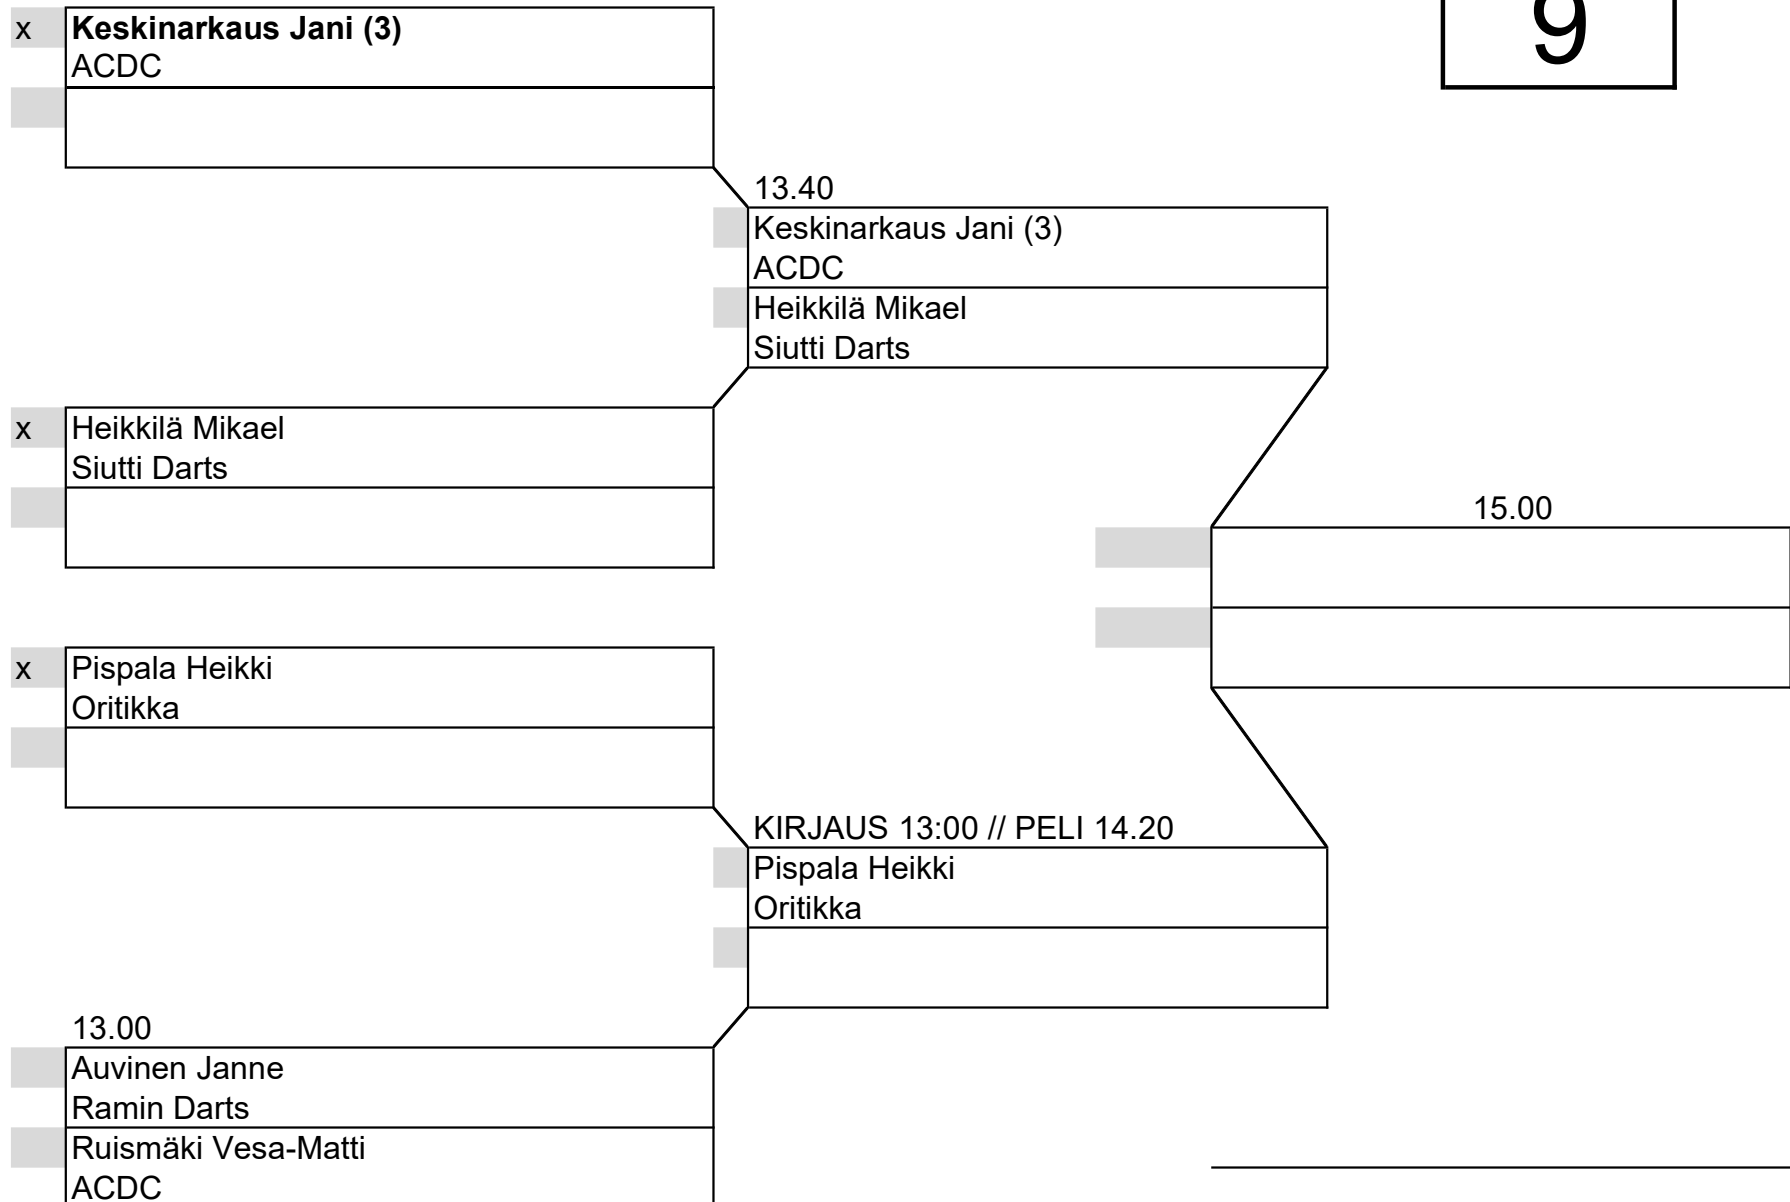 9
x Keskinarkaus Jani (3)
ACDC
13.40
Keskinarkaus Jani (3)
ACDC
Heikkilä Mikael
Siutti Darts
x Heikkilä Mikael
Siutti Darts
15.00
x Pispala Heikki
Oritikka
KIRJAUS 13:00 // PELI 14.20
Pispala Heikki
Oritikka
13.00
Auvinen Janne
Ramin Darts
Ruismäki Vesa-Matti
ACDC